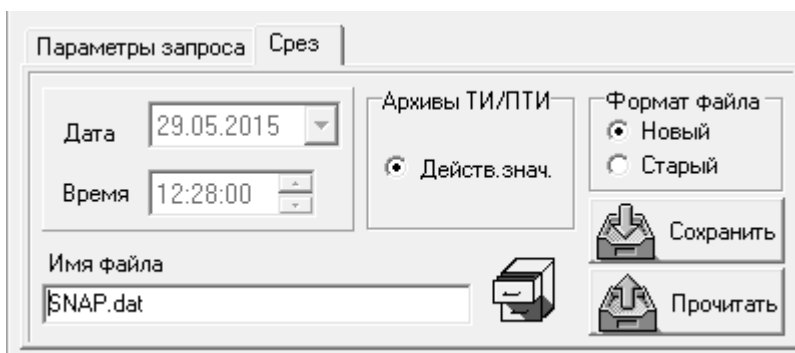 Параметры запроса
Срез
Дата
29.05.2015
Время
12:28:00
Архивы ТИ/ПТИ
Действ.знач.
Формат файла
Новый
Старый
Имя файла
SNAP.dat
Сохранить
Прочитать